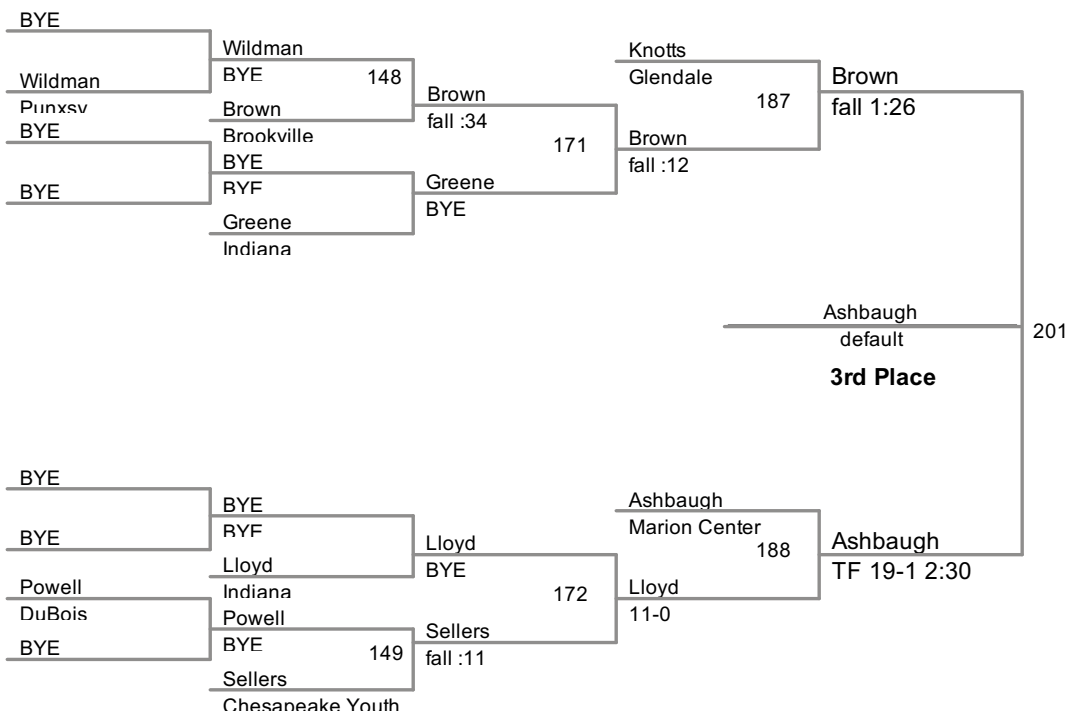 BYE
Wildman
Punxsy
BYE
BYE
Wildman
BYE
148
Brown
Brookville
BYE
BYE
Greene
Indiana
Brown
fall :34
171
Greene
BYE
Knotts
Glendale
187
Brown
fall :12
Brown
fall 1:26
Ashbaugh
default
201
3rd Place
BYE
BYE
Powell
DuBois
BYE
BYE
BYE
Lloyd
Indiana
Powell
BYE
149
Sellers
Chesapeake Youth
Lloyd
BYE
172
Sellers
fall :11
Ashbaugh
Marion Center
188
Lloyd
11-0
Ashbaugh
TF 19-1 2:30